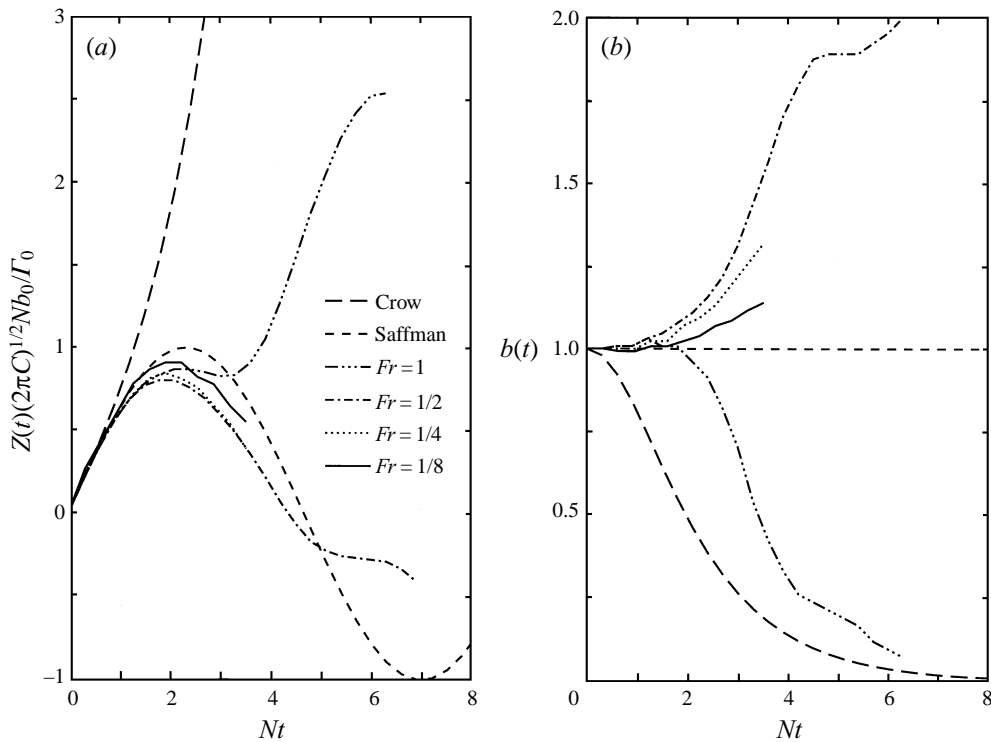 (a)
3
2
1
0
–1
Z(t)(2πC)^{1/2}Nb_0/Γ_0
0
2
4
6
8
Nt
Crow
Saffman
Fr = 1
Fr = 1/2
Fr = 1/4
Fr = 1/8
(b)
2.0
1.5
b(t) 1.0
0.5
0
0
2
4
6
8
Nt